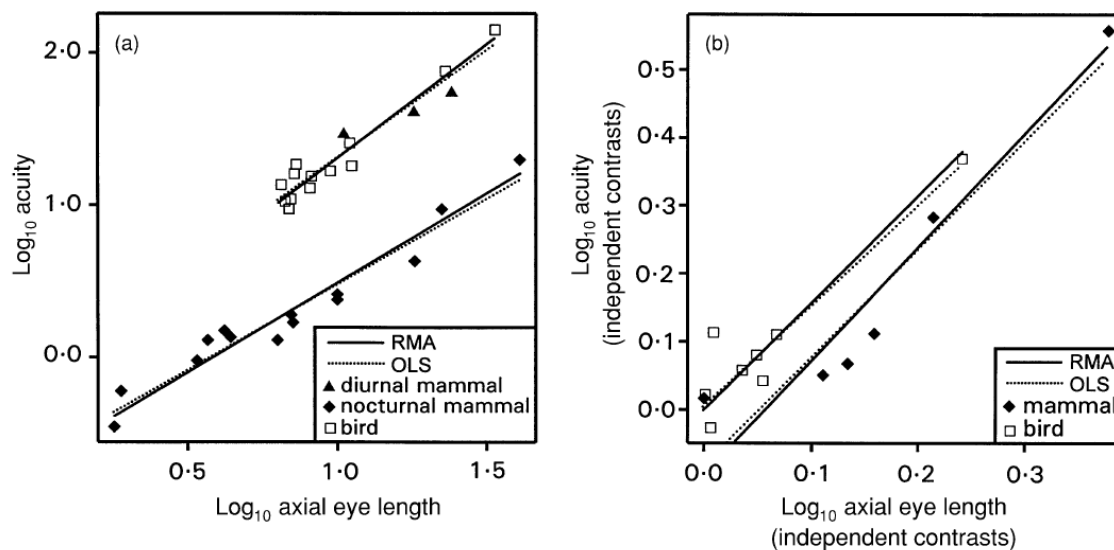 (a)
2·0
1·0
0·0
Log₁₀ acuity
RMA
OLS
diurnal mammal
nocturnal mammal
bird
0·5
1·0
1·5
Log₁₀ axial eye length
(b)
0·5
0·4
0·3
0·2
0·1
0·0
Log₁₀ acuity
(independent contrasts)
RMA
OLS
mammal
bird
0·0
0·1
0·2
0·3
Log₁₀ axial eye length
(independent contrasts)